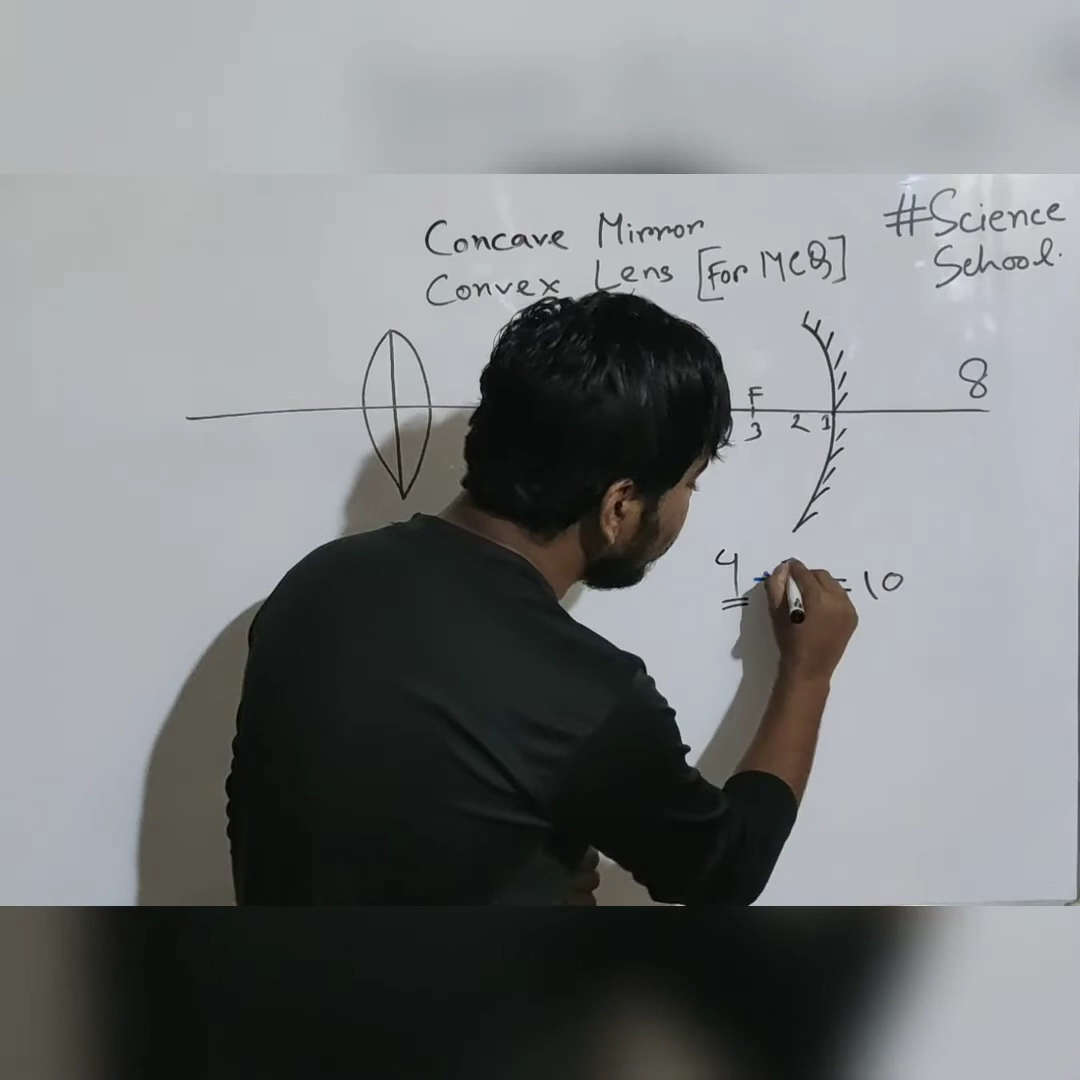 Concave Mirror
Convex Lens [For MCQ]
#Science
School.
8
F
3 2 1
4 = 10